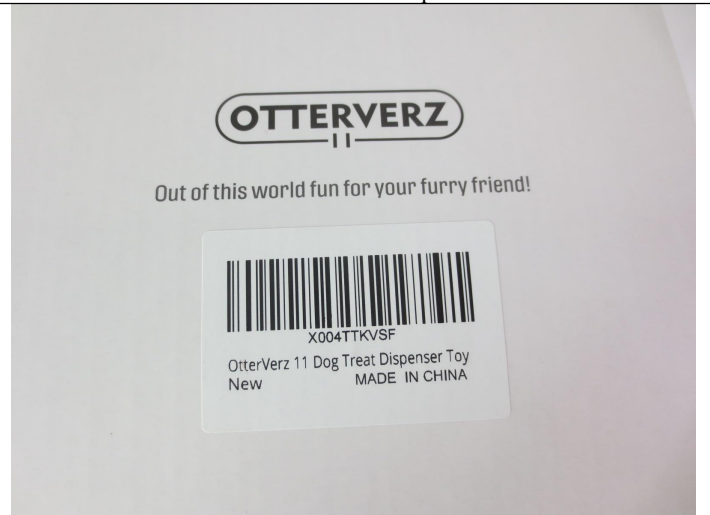 OTTERVERZ
11
Out of this world fun for your furry friend!
X004TTKVSF
OtterVerz 11 Dog Treat Dispenser Toy
New MADE IN CHINA